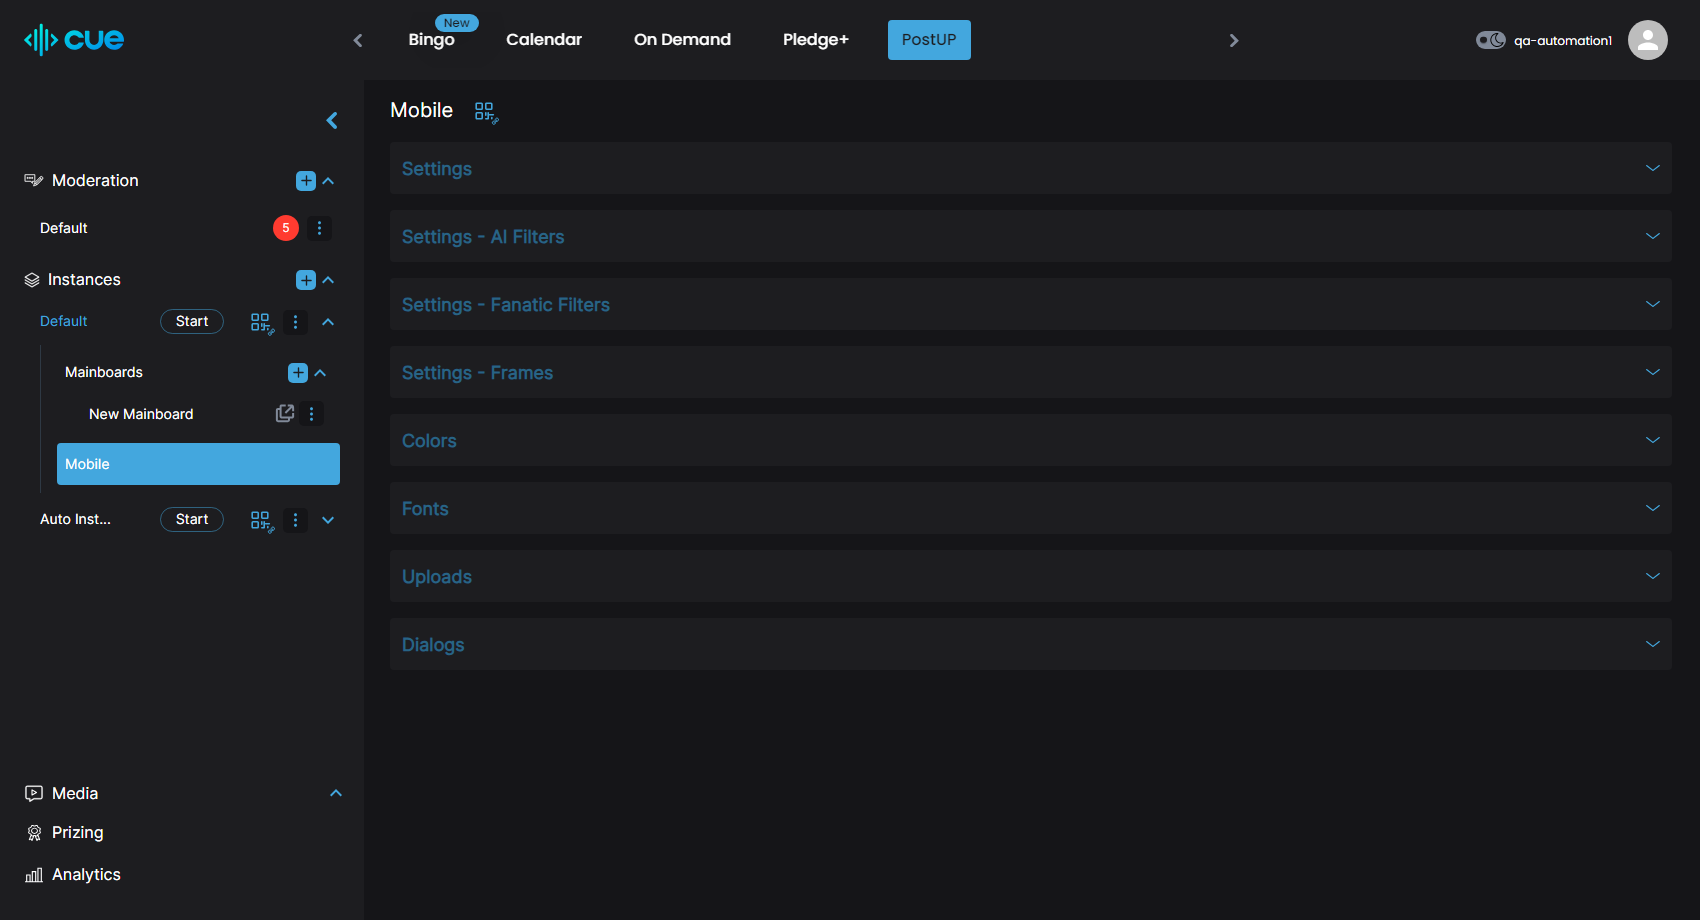 cue
New
Bingo
Calendar
On Demand
Pledge+
PostUP
qa-automation1
Moderation
Default
5
Instances
Default
Start
Mainboards
New Mainboard
Mobile
Auto Inst...
Start
Media
Prizing
Analytics
Mobile
Settings
Settings - AI Filters
Settings - Fanatic Filters
Settings - Frames
Colors
Fonts
Uploads
Dialogs